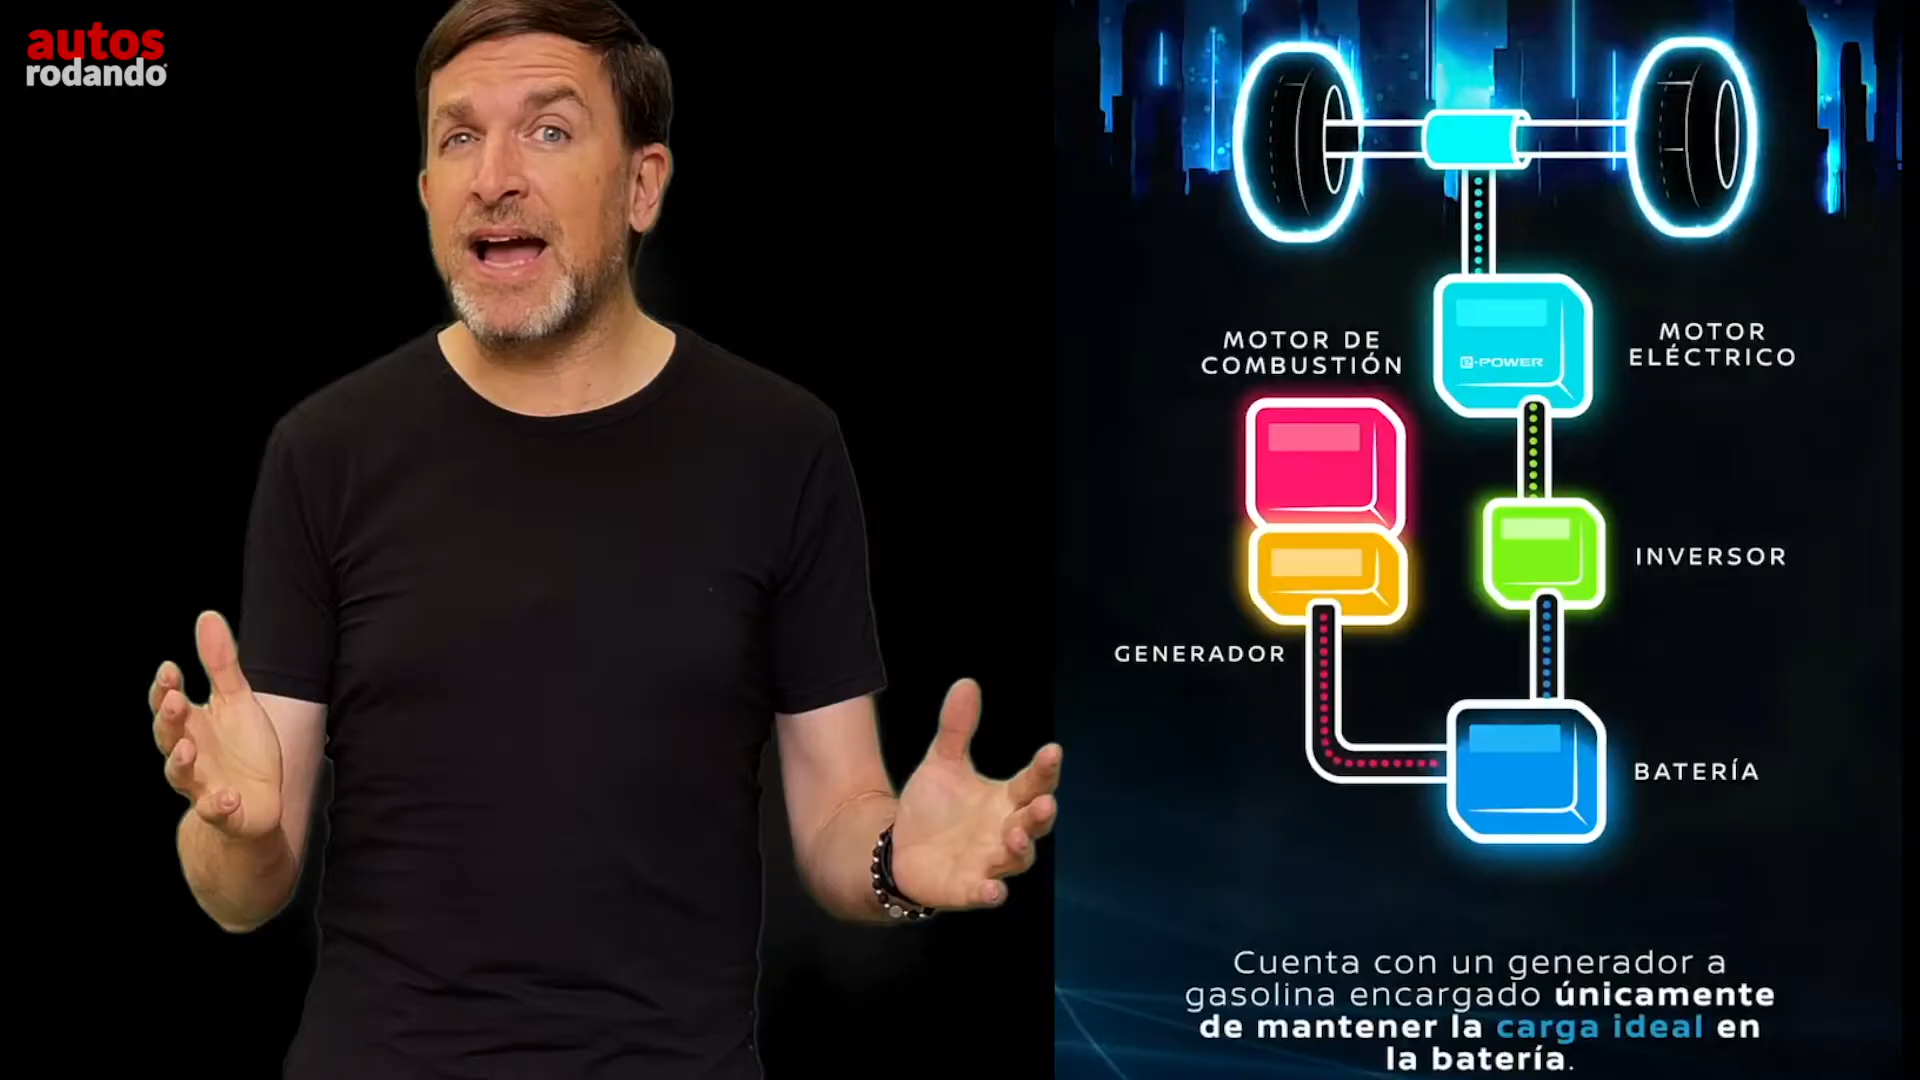 autos
rodando
MOTOR DE
COMBUSTIÓN
MOTOR
ELÉCTRICO
e-POWER
INVERSOR
GENERADOR
BATERÍA
Cuenta con un generador a
gasolina encargado únicamente
de mantener la carga ideal en
la batería.